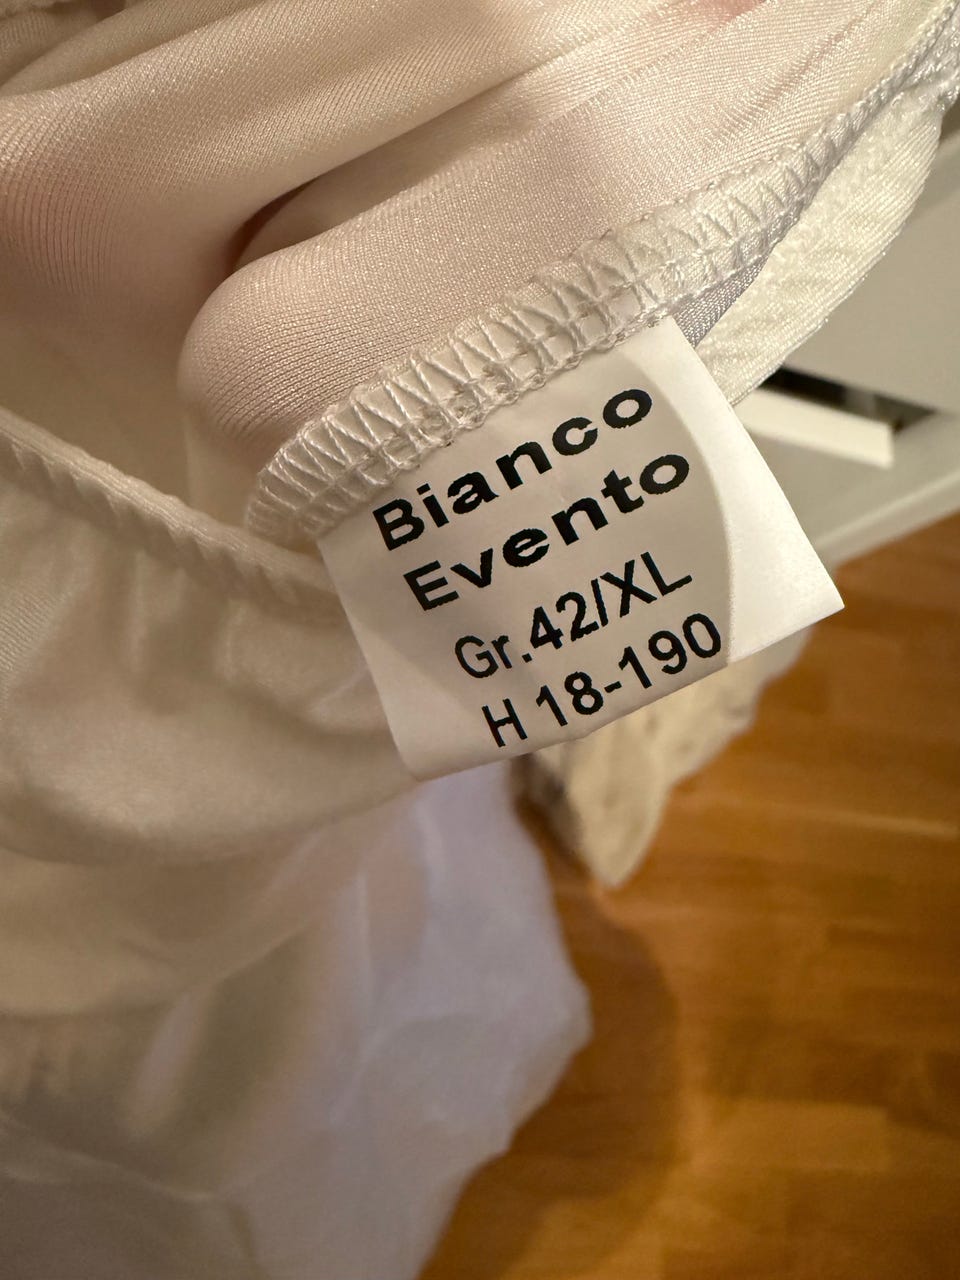 Bianco
Evento
Gr.42/XL
H 18-190